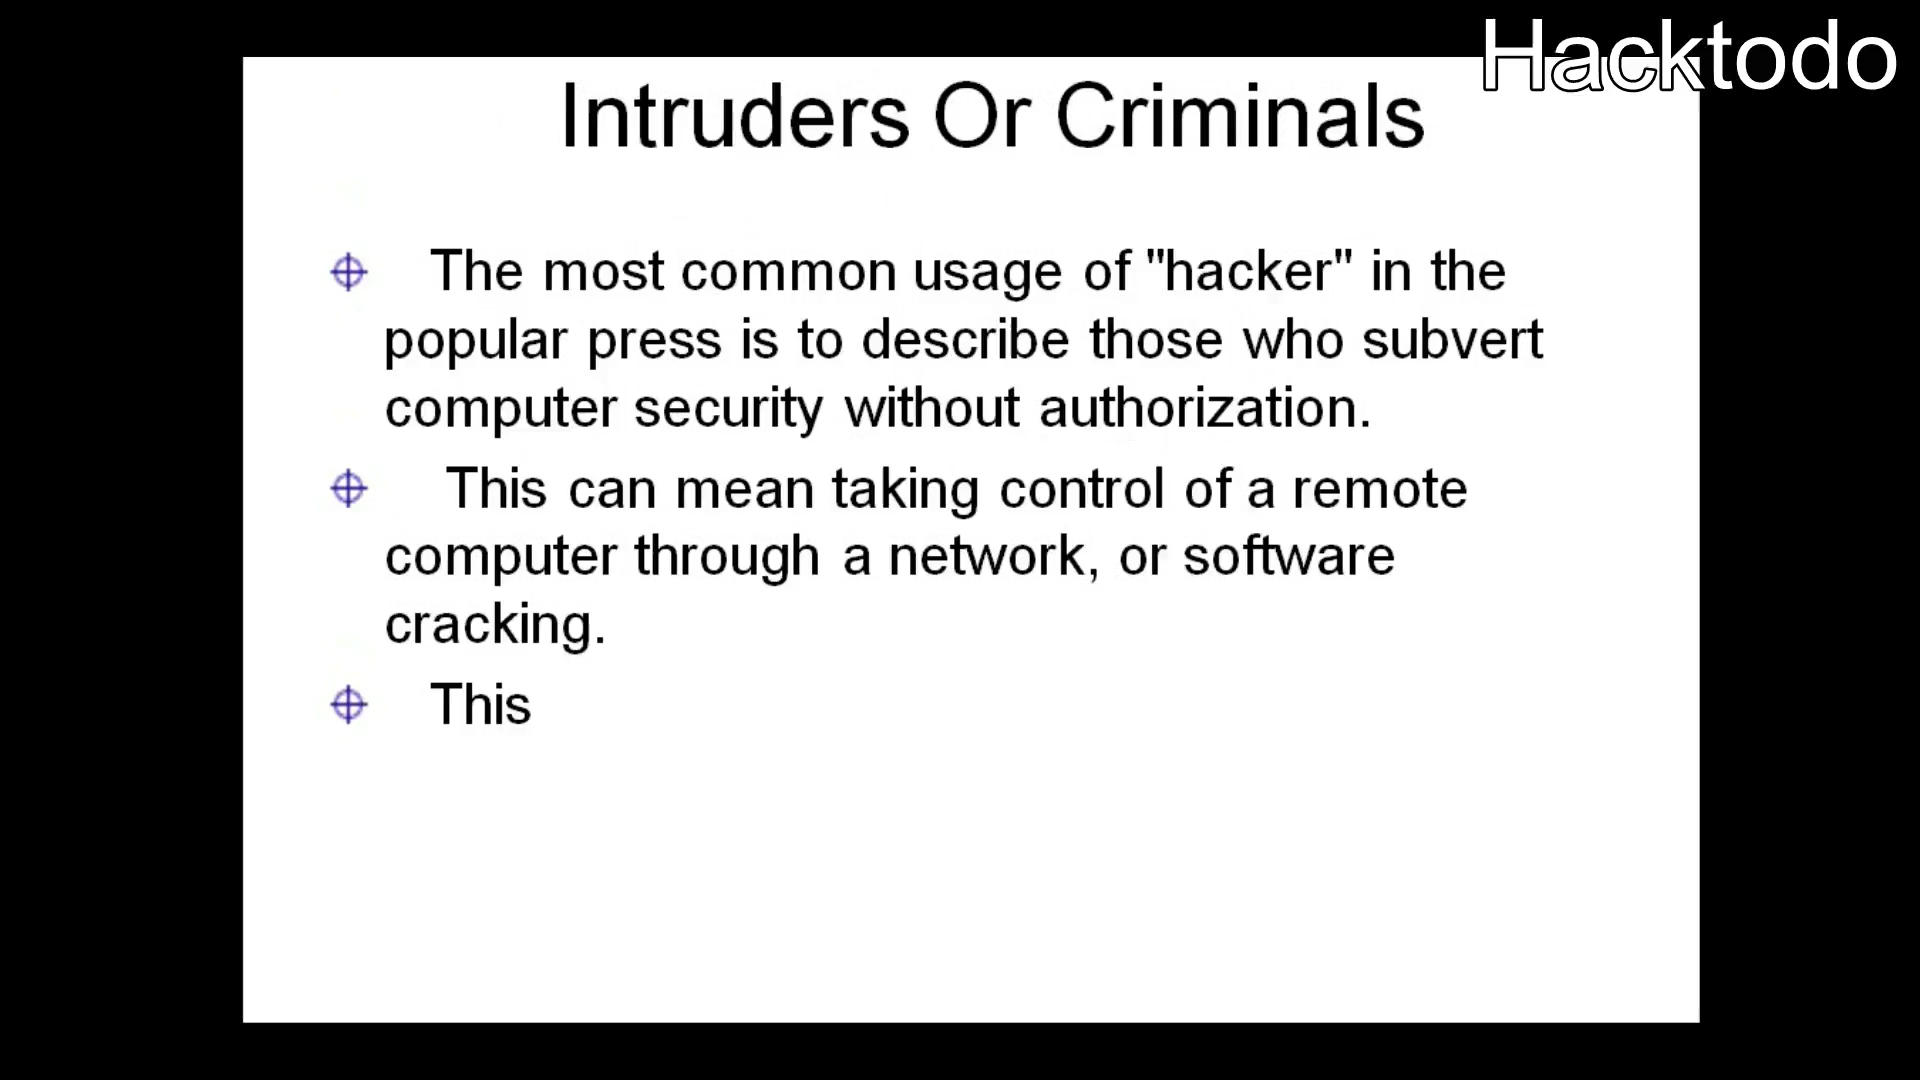 Hacktodo
Intruders Or Criminals
The most common usage of "hacker" in the
popular press is to describe those who subvert
computer security without authorization.
This can mean taking control of a remote
computer through a network, or software
cracking.
This